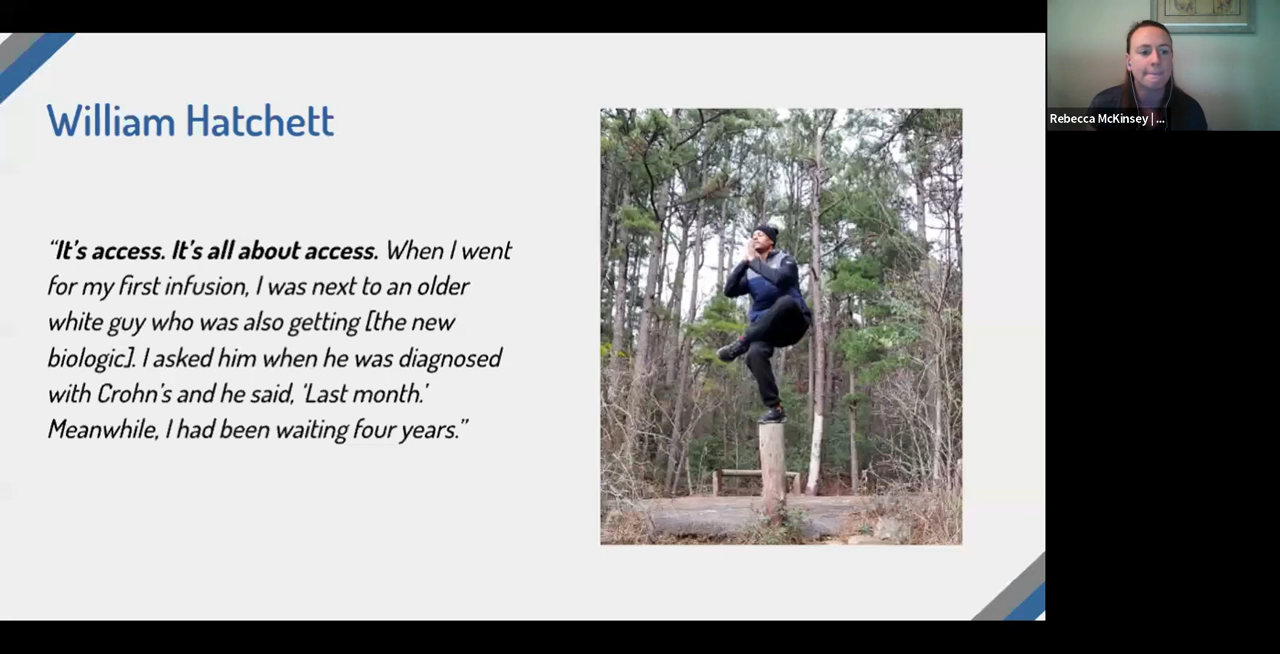 William Hatchett
“It’s access. It’s all about access. When I went
for my first infusion, I was next to an older
white guy who was also getting [the new
biologic]. I asked him when he was diagnosed
with Crohn’s and he said, ‘Last month.’
Meanwhile, I had been waiting four years.”
Rebecca McKinsey | ...